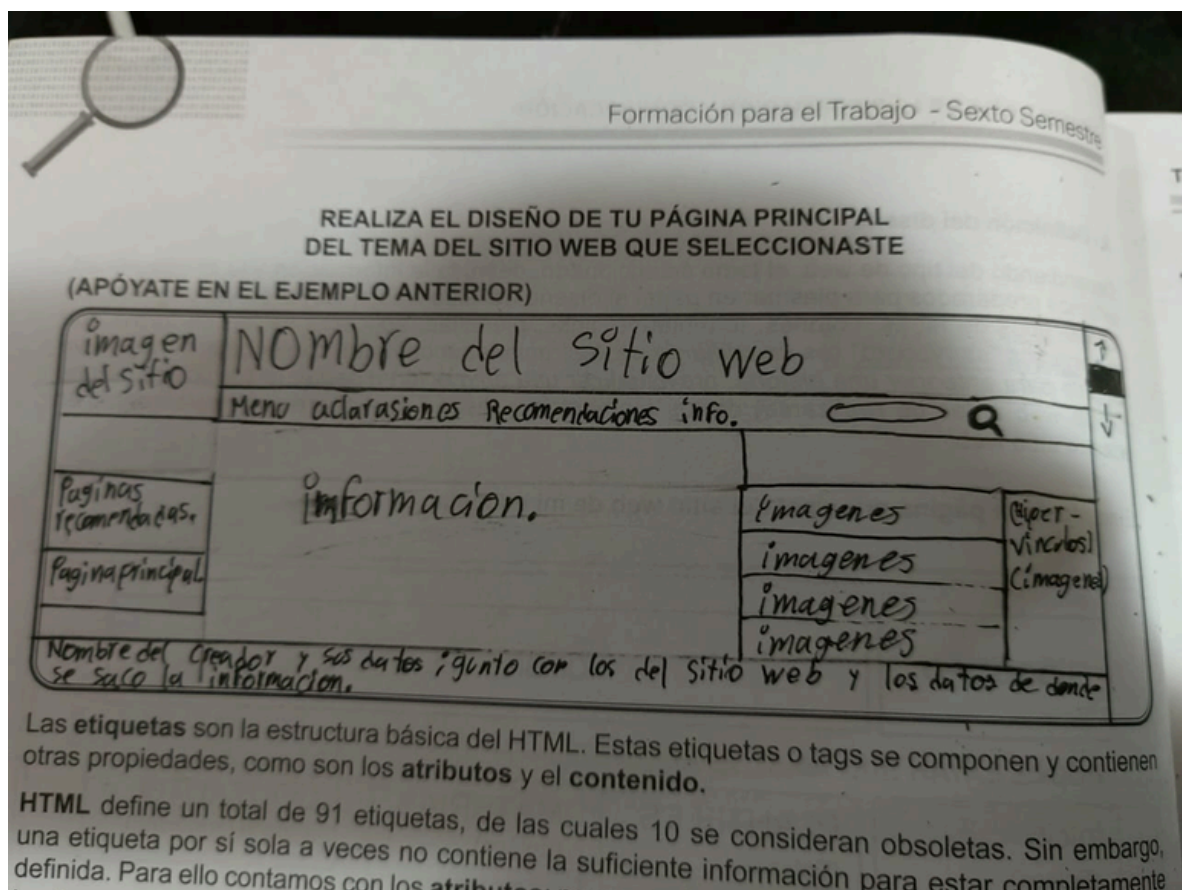 Formación para el Trabajo - Sexto Semestre
REALIZA EL DISEÑO DE TU PÁGINA PRINCIPAL
DEL TEMA DEL SITIO WEB QUE SELECCIONASTE
(APÓYATE EN EL EJEMPLO ANTERIOR)
imagen
del sitio
NOmbre del sitio web
Menu aclarasiones Recomendaciones info.
Paginas
recomendadas.
Pagina principal
informacion.
imagenes
imagenes
imagenes
imagenes
(Hiper-
vinculos)
(imagenes)
Nombre del creador y sus datos junto con los del sitio web y los datos de donde
se saco la informacion.
Las etiquetas son la estructura básica del HTML. Estas etiquetas o tags se componen y contienen
otras propiedades, como son los atributos y el contenido.
HTML define un total de 91 etiquetas, de las cuales 10 se consideran obsoletas. Sin embargo,
una etiqueta por sí sola a veces no contiene la suficiente información para estar completamente
definida. Para ello contamos con los